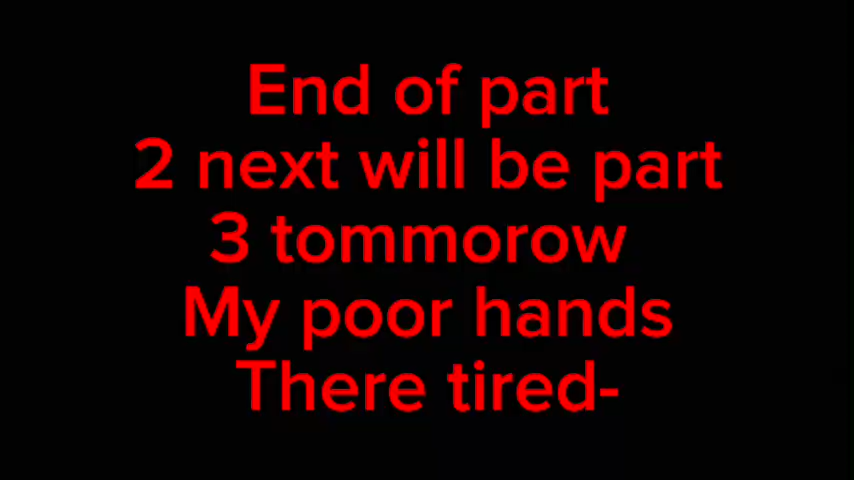 End of part
2 next will be part
3 tommorow
My poor hands
There tired-